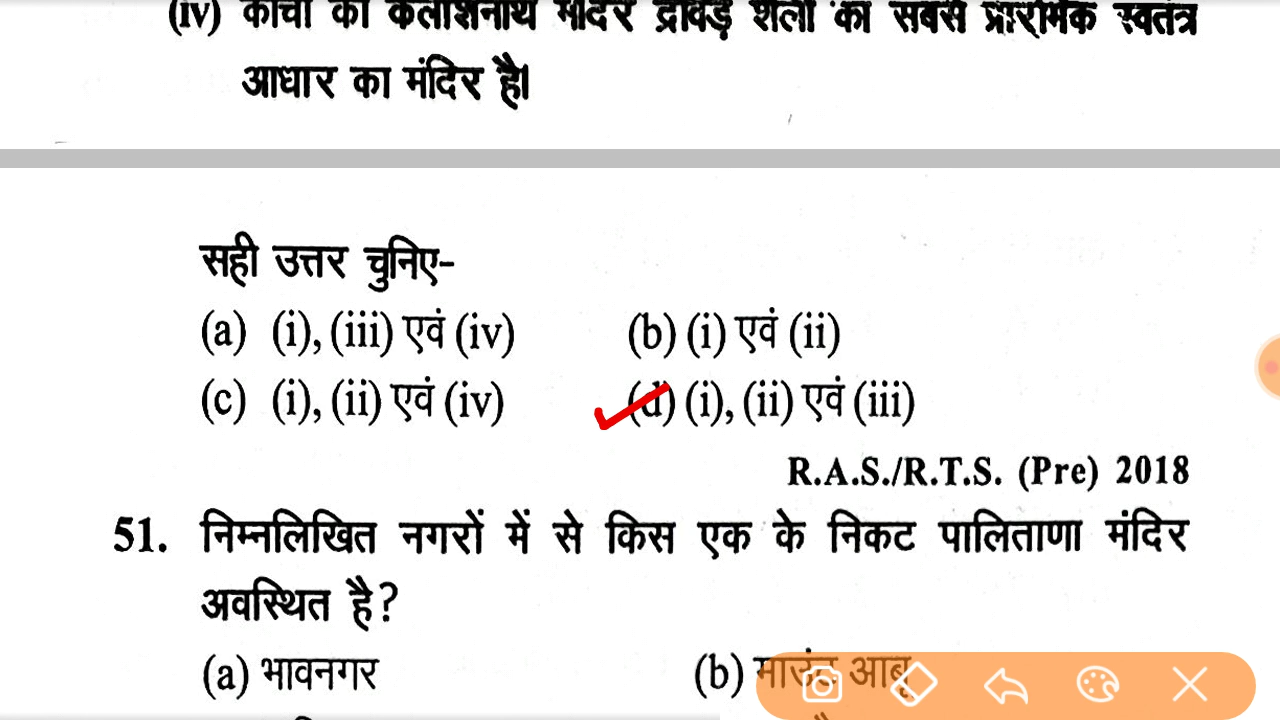 (iv) कांची का कैलाशनाथ मंदिर द्रविड़ शैली का सबसे प्रारंभिक स्वतंत्र
आधार का मंदिर है।
सही उत्तर चुनिए-
(a) (i), (iii) एवं (iv) (b) (i) एवं (ii)
(c) (i), (ii) एवं (iv) (d) (i), (ii) एवं (iii)
R.A.S./R.T.S. (Pre) 2018
51. निम्नलिखित नगरों में से किस एक के निकट पालिताणा मंदिर
अवस्थित है?
(a) भावनगर (b) माउंट आबू